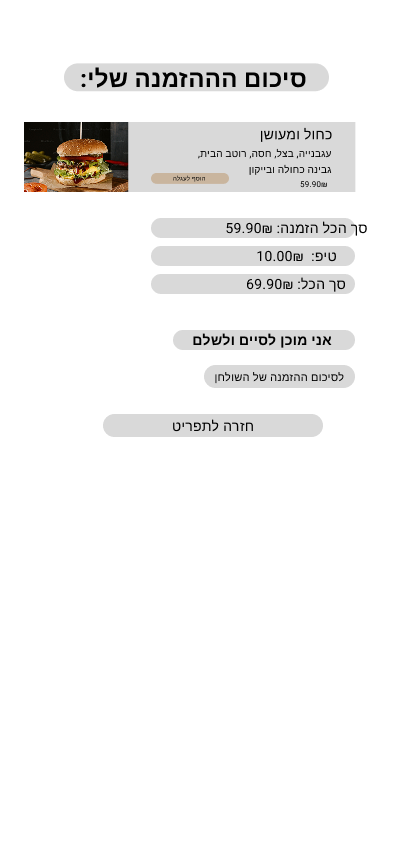 סיכום הההזמנה שלי:
כחול ומעושן
עגבנייה, בצל, חסה, רוטב הבית,
גבינה כחולה ובייקון
59.90₪
הוסף לעגלה
סך הכל הזמנה: 59.90₪
טיפ: 10.00₪
סך הכל: 69.90₪
אני מוכן לסיים ולשלם
לסיכום ההזמנה של השולחן
חזרה לתפריט